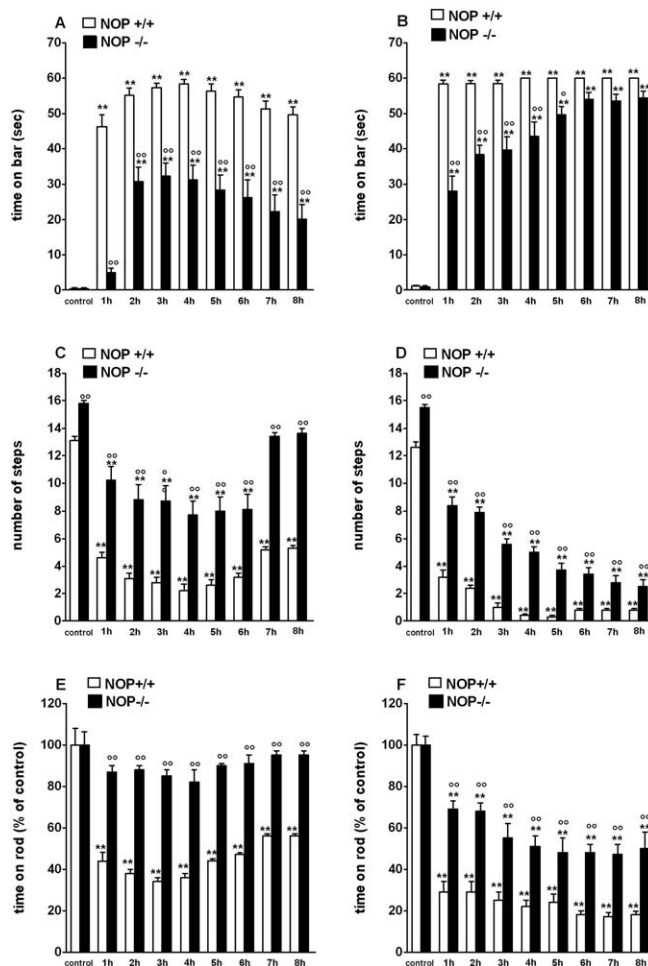 A
NOP +/+
NOP -/-
time on bar (sec)
70
60
50
40
30
20
10
0
** ** ** ** ** ** ** **
°° °° °° °° °° °° °° °°
** ** ** ** ** ** **
control 1h 2h 3h 4h 5h 6h 7h 8h
B
NOP +/+
NOP -/-
time on bar (sec)
70
60
50
40
30
20
10
0
** ** ** ** ** ** ** **
°° °° °° °° °
** ** ** ** ** ** ** **
control 1h 2h 3h 4h 5h 6h 7h 8h
C
NOP +/+
NOP -/-
number of steps
18
16
14
12
10
8
6
4
2
0
°° °° °° ° °° °° °° °° °°
** ** ** ** ** **
°
** ** ** ** ** ** ** **
control 1h 2h 3h 4h 5h 6h 7h 8h
D
NOP +/+
NOP -/-
number of steps
18
16
14
12
10
8
6
4
2
0
°° °° °° °° °° °° °° °° °°
** ** ** ** ** ** ** **
** ** ** ** ** ** ** **
control 1h 2h 3h 4h 5h 6h 7h 8h
E
NOP+/+
NOP-/-
time on rod (% of control)
120
100
80
60
40
20
0
°° °° °° °° °° °° °° °°
** ** ** ** ** ** ** **
control 1h 2h 3h 4h 5h 6h 7h 8h
F
NOP+/+
NOP-/-
time on rod (% of control)
120
100
80
60
40
20
0
°° °° °° °° °° °° °° °°
** ** ** ** ** ** ** **
** ** ** ** ** ** ** **
control 1h 2h 3h 4h 5h 6h 7h 8h